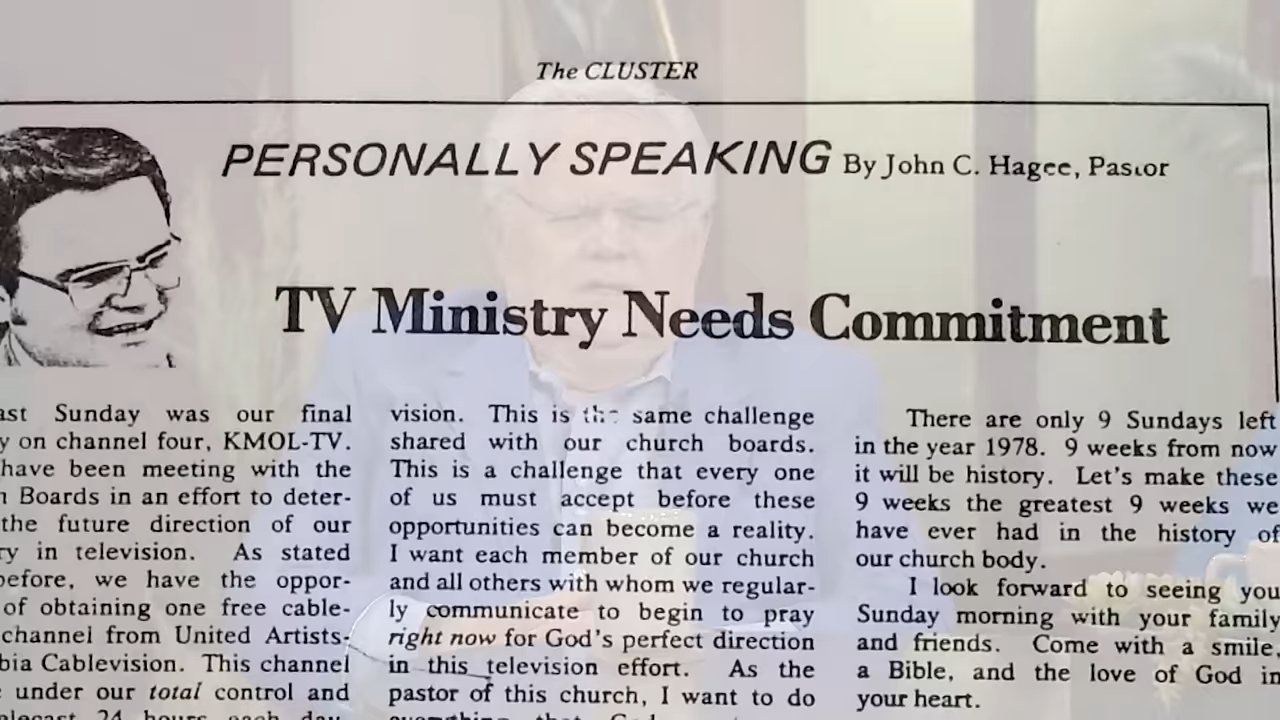 The CLUSTER
PERSONALLY SPEAKING By John C. Hagee, Pastor
TV Ministry Needs Commitment
ast Sunday was our final
y on channel four, KMOL-TV.
have been meeting with the
n Boards in an effort to deter-
the future direction of our
ry in television. As stated
before, we have the oppor-
of obtaining one free cable-
channel from United Artists-
bia Cablevision. This channel
under our total control and
elecast 24 hours each day.
vision. This is the same challenge
shared with our church boards.
This is a challenge that every one
of us must accept before these
opportunities can become a reality.
I want each member of our church
and all others with whom we regular-
ly communicate to begin to pray
right now for God's perfect direction
in this television effort. As the
pastor of this church, I want to do
everything that God
There are only 9 Sundays left
in the year 1978. 9 weeks from now
it will be history. Let's make these
9 weeks the greatest 9 weeks we
have ever had in the history of
our church body.
I look forward to seeing you
Sunday morning with your family
and friends. Come with a smile,
a Bible, and the love of God in
your heart.